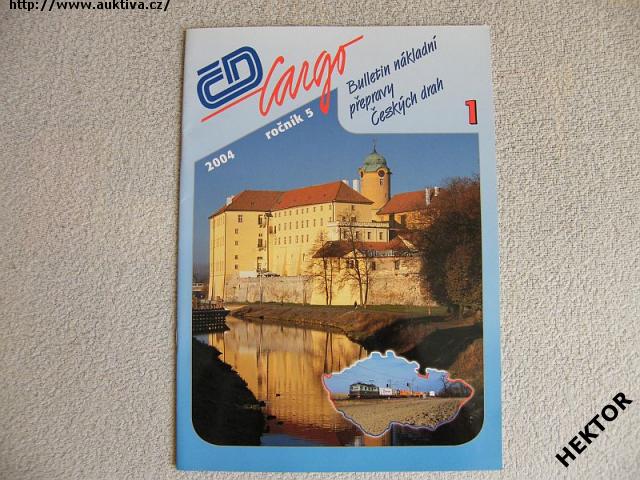 http://www.auktiva.cz/
ČD Cargo
Bulletin nákladní
přepravy
Českých drah
1
2004 ročník 5
HEKTOR